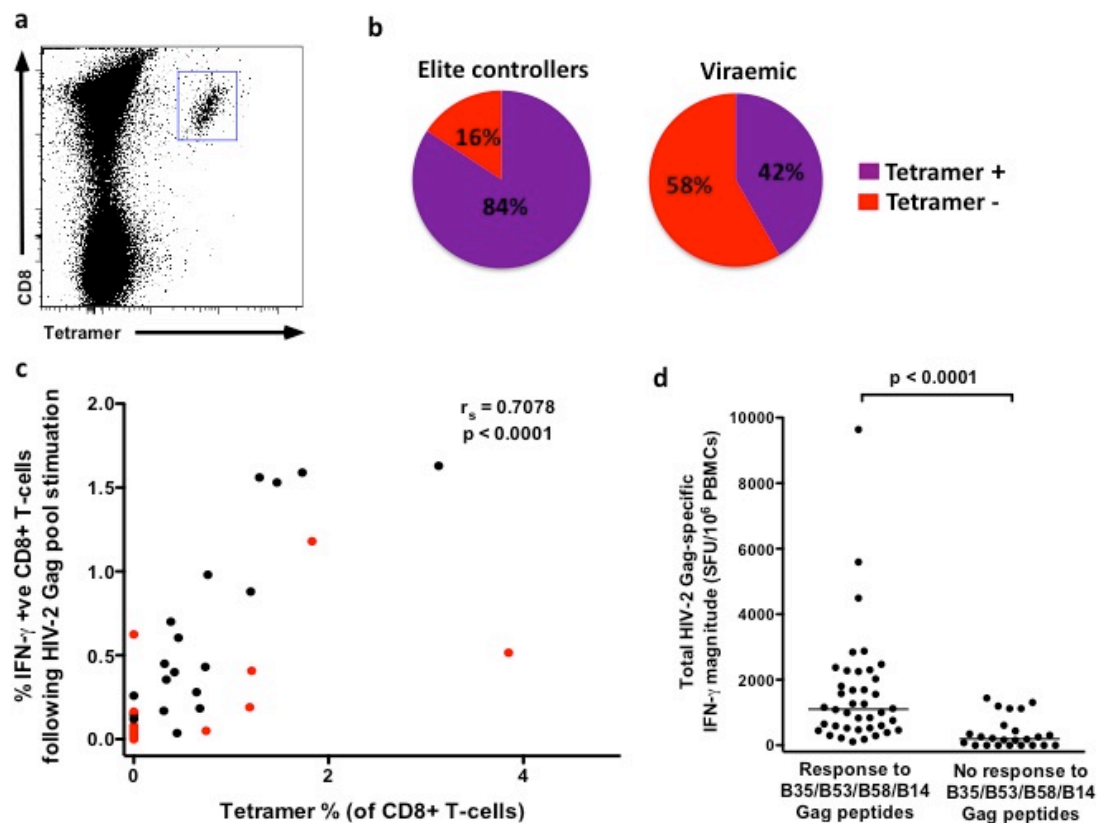 a
CD8
Tetramer
b
Elite controllers
16%
84%
Viraemic
58%
42%
Tetramer +
Tetramer -
c
% IFN-γ +ve CD8+ T-cells
following HIV-2 Gag pool stimuation
2.0
1.5
1.0
0.5
0.0
rs = 0.7078
p < 0.0001
0
2
4
Tetramer % (of CD8+ T-cells)
d
p < 0.0001
Total HIV-2 Gag-specific
IFN-γ magnitude (SFU/10⁶ PBMCs)
10000
8000
6000
4000
2000
0
Response to
B35/B53/B58/B14
Gag peptides
No response to
B35/B53/B58/B14
Gag peptides